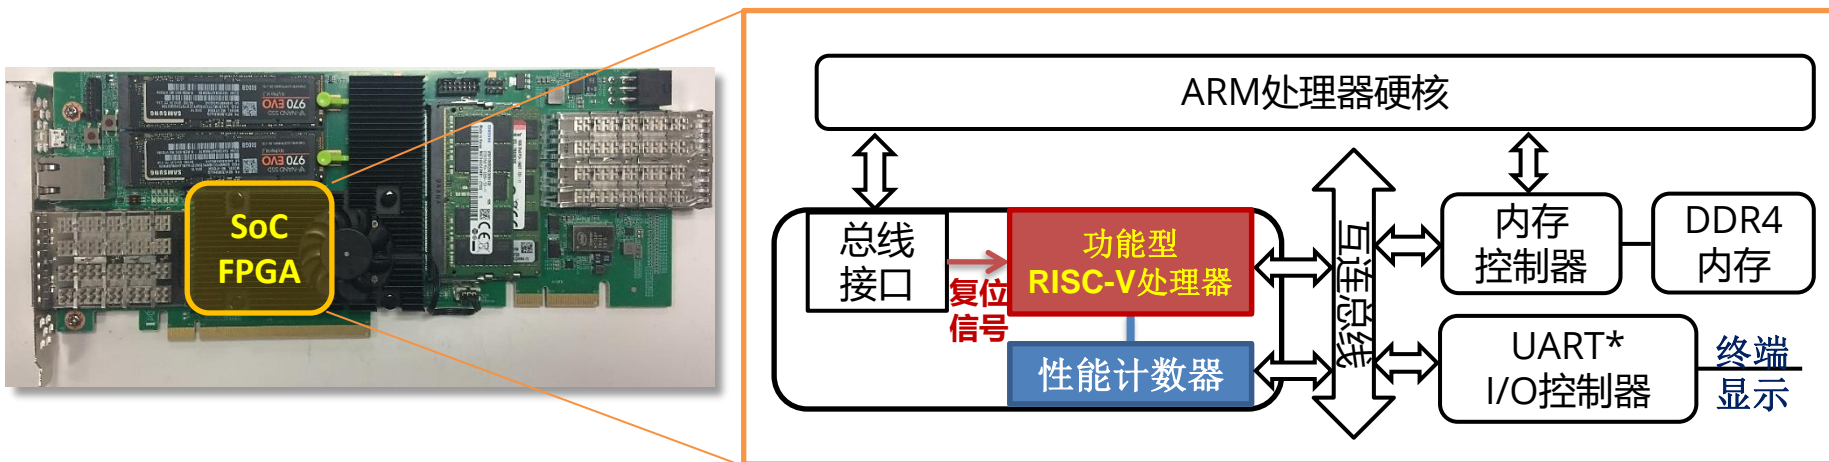 970 EVO
SAMSUNG
970 EVO
SAMSUNG
SoC
FPGA
ARM处理器硬核
总线
接口
复位
信号
功能型
RISC-V处理器
性能计数器
互连总线
内存
控制器
DDR4
内存
UART*
I/O控制器
终端
显示